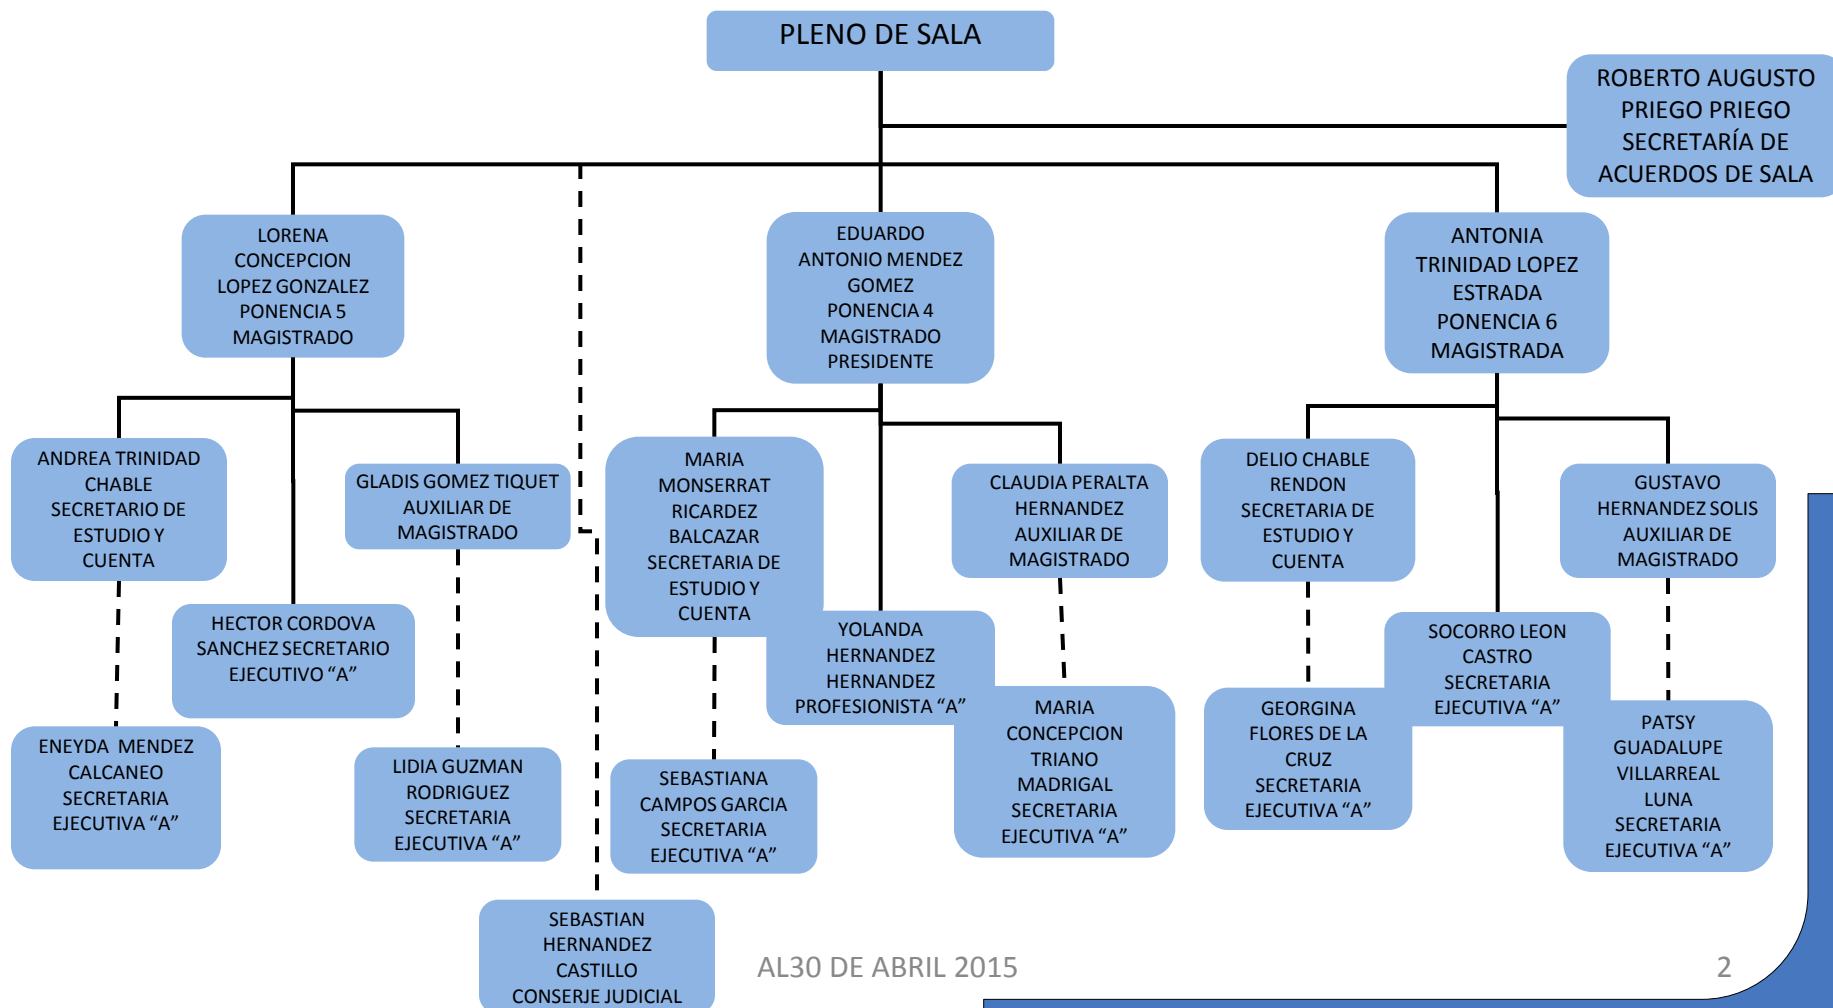 PLENO DE SALA
ROBERTO AUGUSTO
PRIEGO PRIEGO
SECRETARÍA DE
ACUERDOS DE SALA
LORENA
CONCEPCION
LOPEZ GONZALEZ
PONENCIA 5
MAGISTRADO
EDUARDO
ANTONIO MENDEZ
GOMEZ
PONENCIA 4
MAGISTRADO
PRESIDENTE
ANTONIA
TRINIDAD LOPEZ
ESTRADA
PONENCIA 6
MAGISTRADA
ANDREA TRINIDAD
CHABLE
SECRETARIO DE
ESTUDIO Y
CUENTA
GLADIS GOMEZ TIQUET
AUXILIAR DE
MAGISTRADO
HECTOR CORDOVA
SANCHEZ SECRETARIO
EJECUTIVO “A”
ENEYDA  MENDEZ
CALCANEO
SECRETARIA
EJECUTIVA “A”
LIDIA GUZMAN
RODRIGUEZ
SECRETARIA
EJECUTIVA “A”
MARIA
MONSERRAT
RICARDEZ
BALCAZAR
SECRETARIA DE
ESTUDIO Y
CUENTA
CLAUDIA PERALTA
HERNANDEZ
AUXILIAR DE
MAGISTRADO
YOLANDA
HERNANDEZ
HERNANDEZ
PROFESIONISTA “A”
SEBASTIANA
CAMPOS GARCIA
SECRETARIA
EJECUTIVA “A”
MARIA
CONCEPCION
TRIANO
MADRIGAL
SECRETARIA
EJECUTIVA “A”
DELIO CHABLE
RENDON
SECRETARIA DE
ESTUDIO Y
CUENTA
GUSTAVO
HERNANDEZ SOLIS
AUXILIAR DE
MAGISTRADO
SOCORRO LEON
CASTRO
SECRETARIA
EJECUTIVA “A”
GEORGINA
FLORES DE LA
CRUZ
SECRETARIA
EJECUTIVA “A”
PATSY
GUADALUPE
VILLARREAL
LUNA
SECRETARIA
EJECUTIVA “A”
SEBASTIAN
HERNANDEZ
CASTILLO
CONSERJE JUDICIAL
AL30 DE ABRIL 2015
2